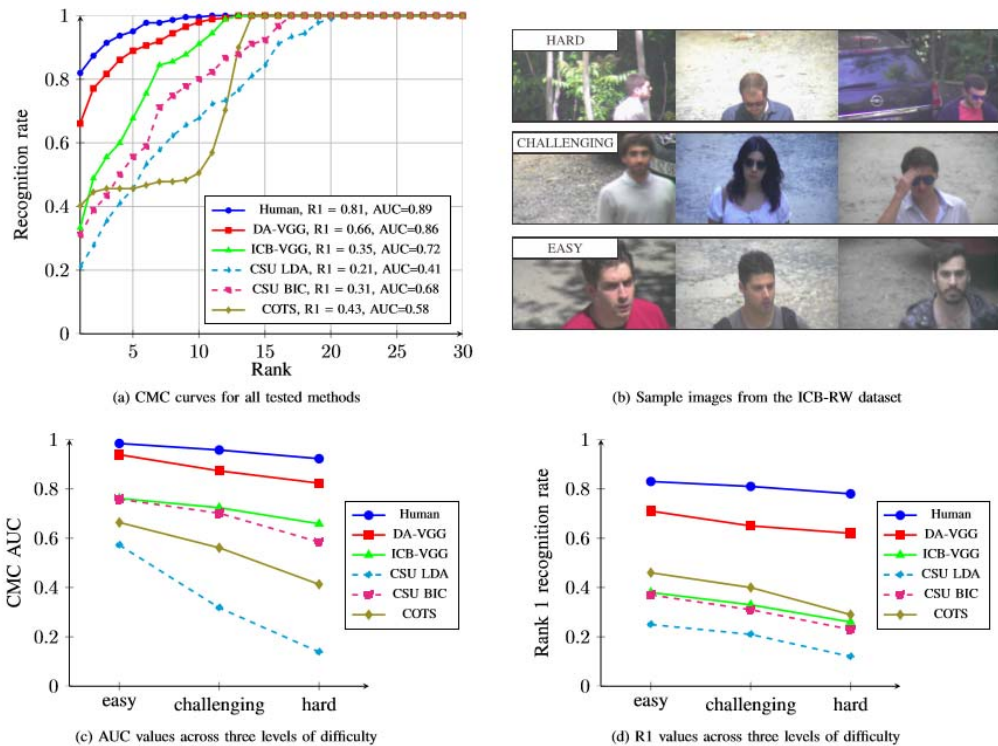 1
0.8
0.6
0.4
0.2
0
5
10
15
20
25
30
Recognition rate
Rank
Human, R1 = 0.81, AUC=0.89
DA-VGG, R1 = 0.66, AUC=0.86
ICB-VGG, R1 = 0.35, AUC=0.72
CSU LDA, R1 = 0.21, AUC=0.41
CSU BIC, R1 = 0.31, AUC=0.68
COTS, R1 = 0.43, AUC=0.58
(a) CMC curves for all tested methods
HARD
CHALLENGING
EASY
(b) Sample images from the ICB-RW dataset
1
0.8
0.6
0.4
0.2
0
CMC AUC
easy
challenging
hard
Human
DA-VGG
ICB-VGG
CSU LDA
CSU BIC
COTS
(c) AUC values across three levels of difficulty
1
0.8
0.6
0.4
0.2
0
Rank 1 recognition rate
easy
challenging
hard
Human
DA-VGG
ICB-VGG
CSU LDA
CSU BIC
COTS
(d) R1 values across three levels of difficulty